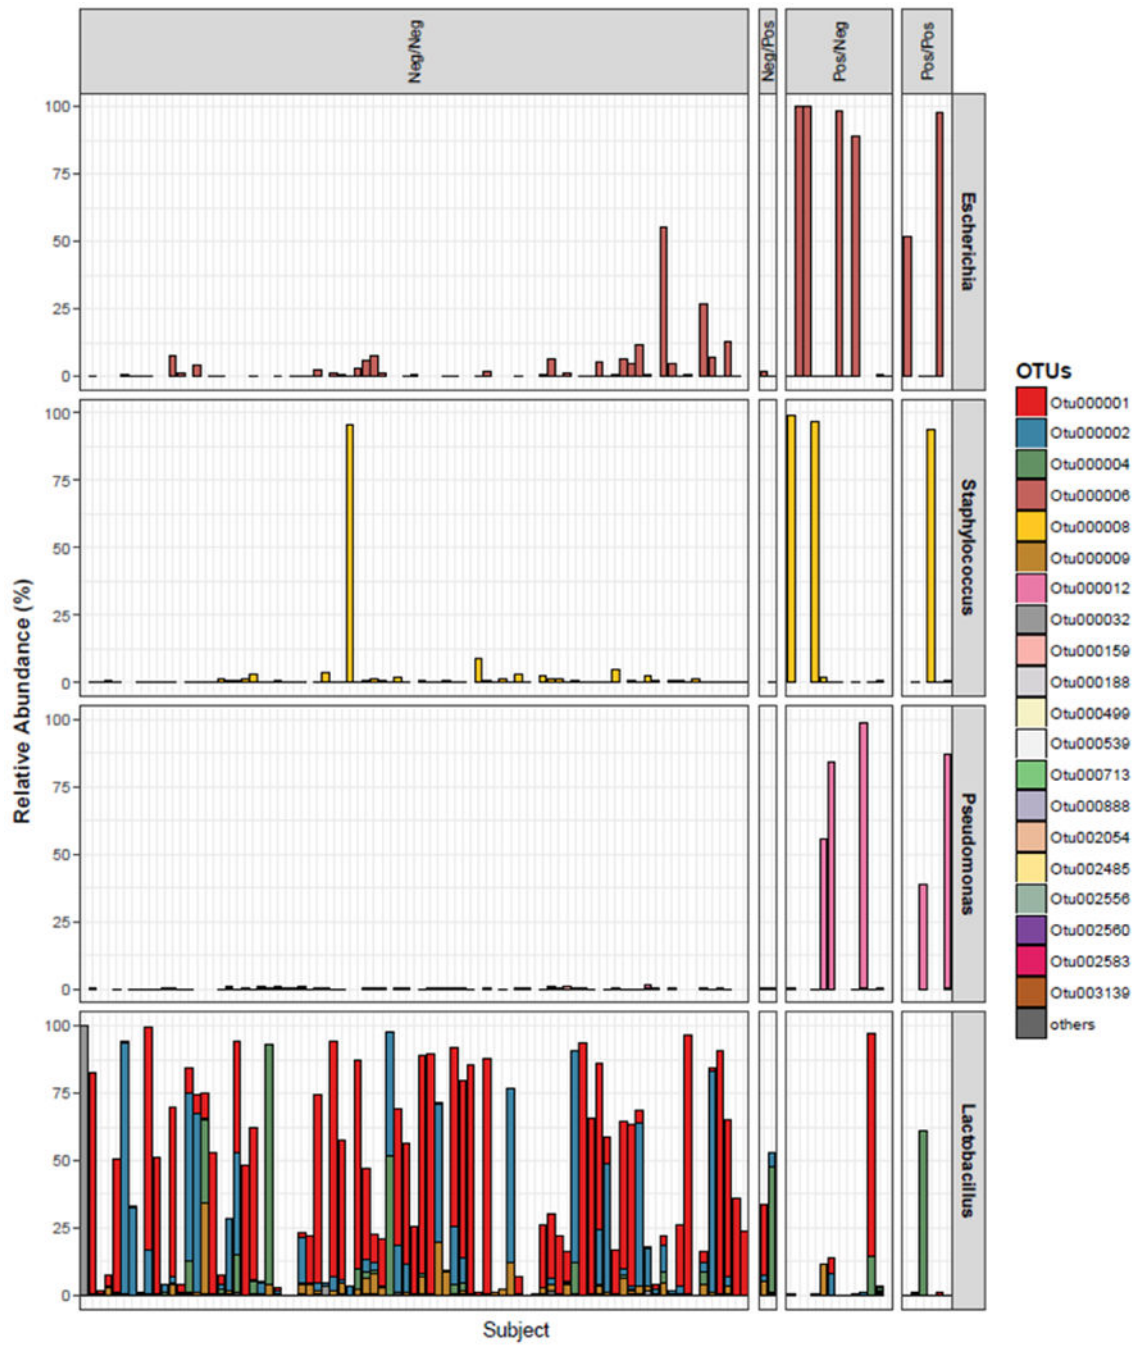 Neg/Neg
Neg/Pos
Pos/Neg
Pos/Pos
100
75
50
25
0
Escherichia
100
75
50
25
0
Staphylococcus
100
75
50
25
0
Pseudomonas
100
75
50
25
0
Lactobacillus
Relative Abundance (%)
Subject
OTUs
Otu000001
Otu000002
Otu000004
Otu000006
Otu000008
Otu000009
Otu000012
Otu000032
Otu000159
Otu000188
Otu000499
Otu000539
Otu000713
Otu000888
Otu002054
Otu002485
Otu002556
Otu002560
Otu002583
Otu003139
others